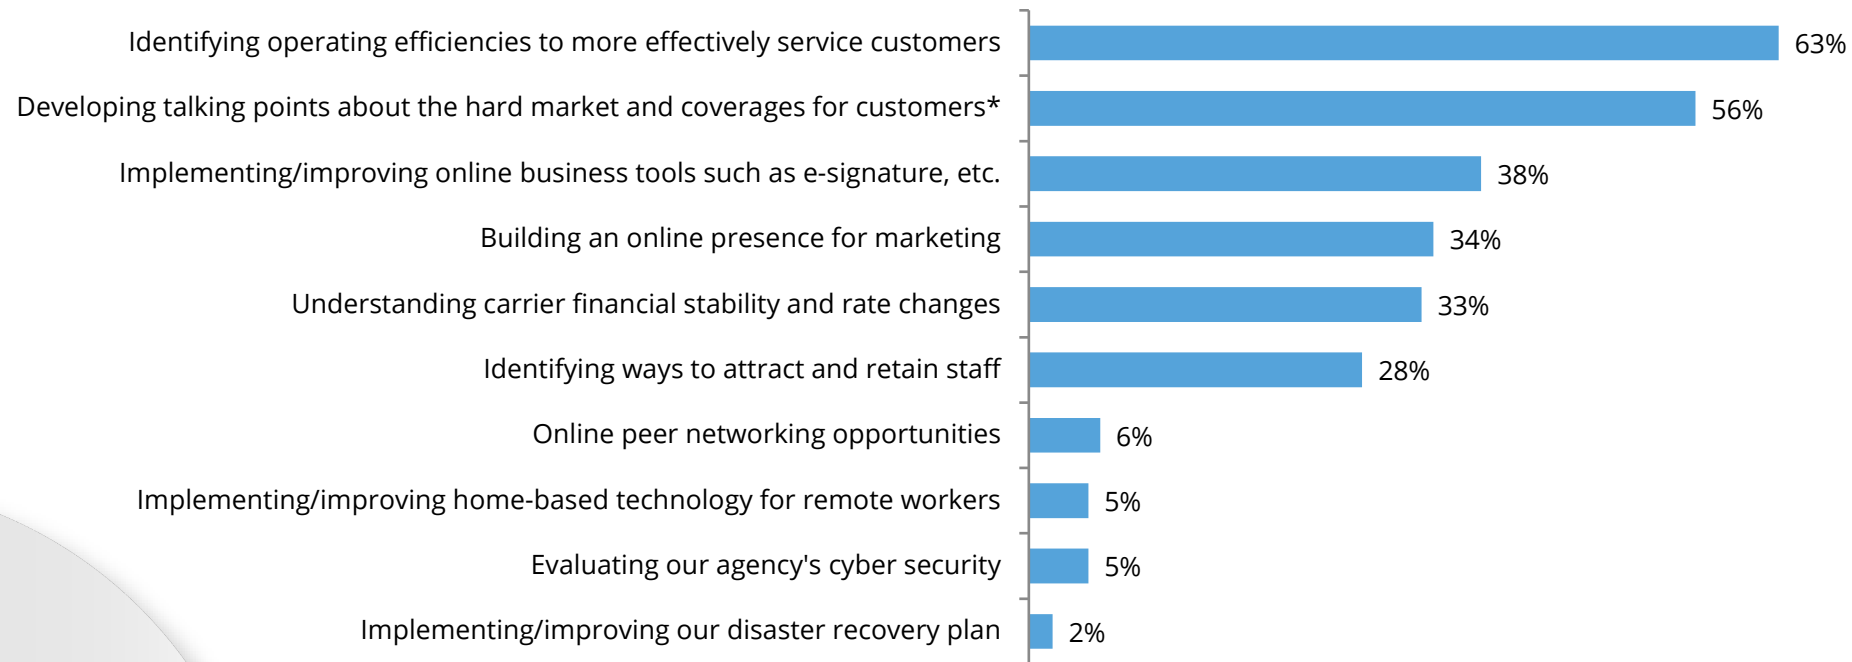 Identifying operating efficiencies to more effectively service customers 63%
Developing talking points about the hard market and coverages for customers* 56%
Implementing/improving online business tools such as e-signature, etc. 38%
Building an online presence for marketing 34%
Understanding carrier financial stability and rate changes 33%
Identifying ways to attract and retain staff 28%
Online peer networking opportunities 6%
Implementing/improving home-based technology for remote workers 5%
Evaluating our agency's cyber security 5%
Implementing/improving our disaster recovery plan 2%